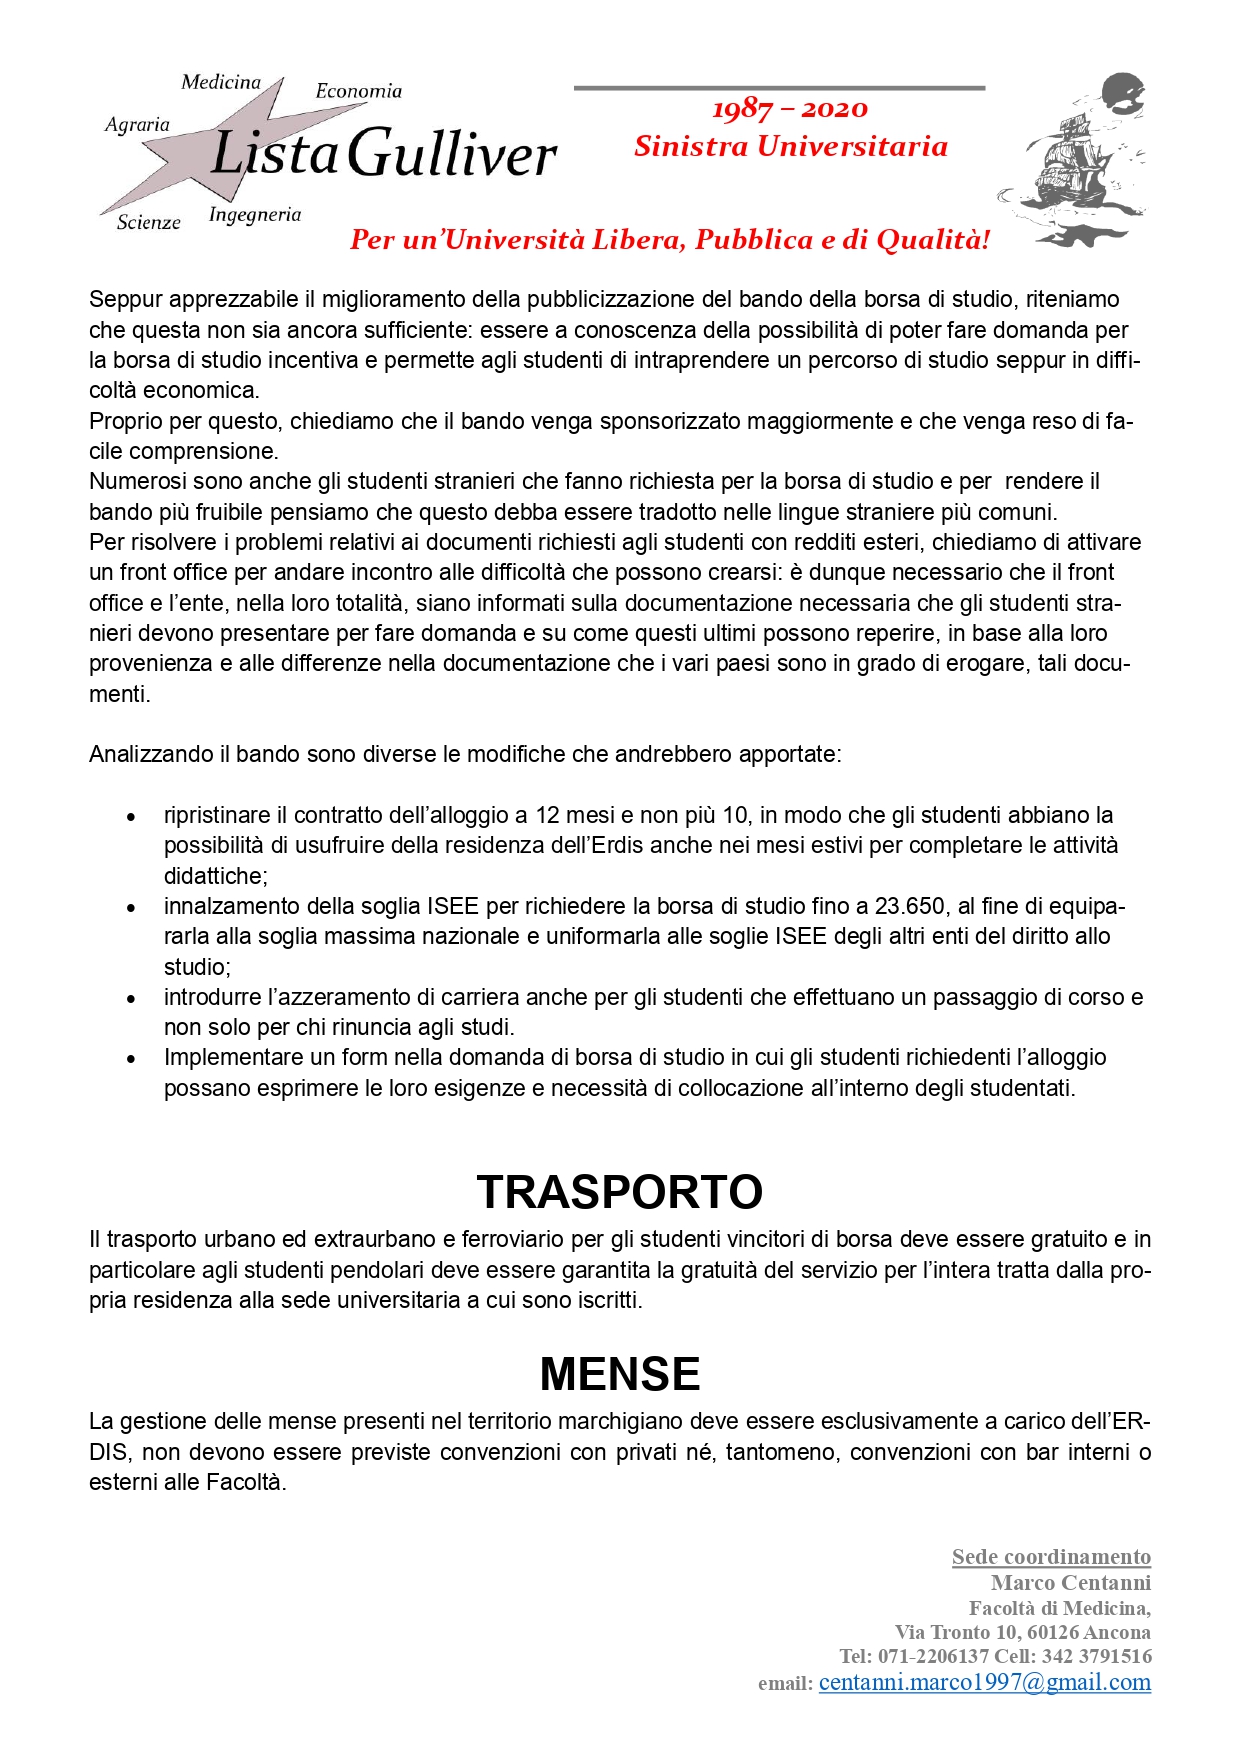 Medicina
Economia
Agraria
Lista Gulliver
Scienze
Ingegneria
1987 – 2020
Sinistra Universitaria
Per un’Università Libera, Pubblica e di Qualità!
Seppur apprezzabile il miglioramento della pubblicizzazione del bando della borsa di studio, riteniamo
che questa non sia ancora sufficiente: essere a conoscenza della possibilità di poter fare domanda per
la borsa di studio incentiva e permette agli studenti di intraprendere un percorso di studio seppur in diffi-
coltà economica.
Proprio per questo, chiediamo che il bando venga sponsorizzato maggiormente e che venga reso di fa-
cile comprensione.
Numerosi sono anche gli studenti stranieri che fanno richiesta per la borsa di studio e per  rendere il
bando più fruibile pensiamo che questo debba essere tradotto nelle lingue straniere più comuni.
Per risolvere i problemi relativi ai documenti richiesti agli studenti con redditi esteri, chiediamo di attivare
un front office per andare incontro alle difficoltà che possono crearsi: è dunque necessario che il front
office e l’ente, nella loro totalità, siano informati sulla documentazione necessaria che gli studenti stra-
nieri devono presentare per fare domanda e su come questi ultimi possono reperire, in base alla loro
provenienza e alle differenze nella documentazione che i vari paesi sono in grado di erogare, tali docu-
menti.
Analizzando il bando sono diverse le modifiche che andrebbero apportate:
• ripristinare il contratto dell’alloggio a 12 mesi e non più 10, in modo che gli studenti abbiano la
possibilità di usufruire della residenza dell’Erdis anche nei mesi estivi per completare le attività
didattiche;
• innalzamento della soglia ISEE per richiedere la borsa di studio fino a 23.650, al fine di equipa-
rarla alla soglia massima nazionale e uniformarla alle soglie ISEE degli altri enti del diritto allo
studio;
• introdurre l’azzeramento di carriera anche per gli studenti che effettuano un passaggio di corso e
non solo per chi rinuncia agli studi.
• Implementare un form nella domanda di borsa di studio in cui gli studenti richiedenti l’alloggio
possano esprimere le loro esigenze e necessità di collocazione all’interno degli studentati.
TRASPORTO
Il trasporto urbano ed extraurbano e ferroviario per gli studenti vincitori di borsa deve essere gratuito e in
particolare agli studenti pendolari deve essere garantita la gratuità del servizio per l’intera tratta dalla pro-
pria residenza alla sede universitaria a cui sono iscritti.
MENSE
La gestione delle mense presenti nel territorio marchigiano deve essere esclusivamente a carico dell’ER-
DIS, non devono essere previste convenzioni con privati né, tantomeno, convenzioni con bar interni o
esterni alle Facoltà.
Sede coordinamento
Marco Centanni
Facoltà di Medicina,
Via Tronto 10, 60126 Ancona
Tel: 071-2206137 Cell: 342 3791516
email: centanni.marco1997@gmail.com